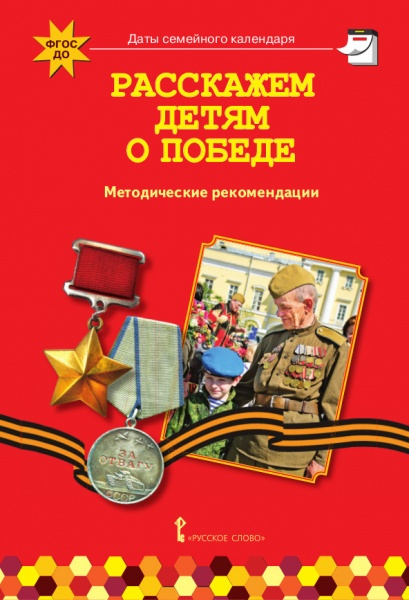 ФГОС
ДО
Даты семейного календаря
РАССКАЖЕМ
ДЕТЯМ
О ПОБЕДЕ
Методические рекомендации
ЗА
ОТВАГУ
СССР
«РУССКОЕ СЛОВО»